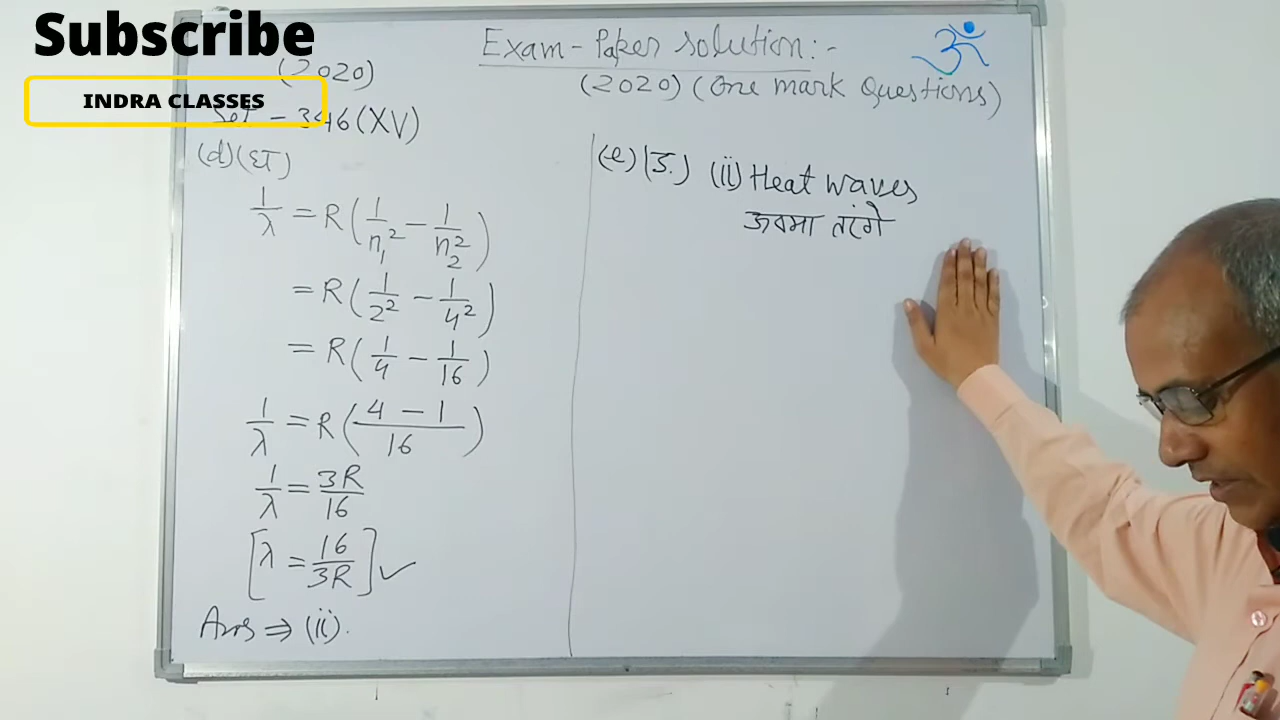 Subscribe
INDRA CLASSES
Exam - Paper solution:-
(2020) (One mark Questions)
ॐ
(2020)
Set - 346 (XV)
(d) (घ)
1/λ = R(1/n₁² - 1/n₂²)
= R(1/2² - 1/4²)
= R(1/4 - 1/16)
1/λ = R((4 - 1)/16)
1/λ = 3R/16
[λ = 16/3R] ✓
Ans ⇒ (ii).
(e) (ङ) (ii) Heat waves
ऊष्मा तरंगे